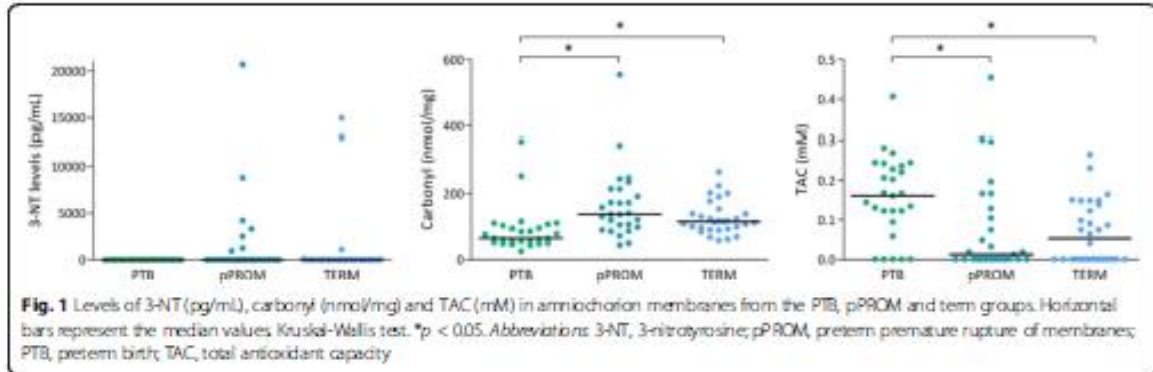 *
*
*
*
20000
15000
10000
5000
0
3-NT levels (pg/mL)
PTB
pPROM
TERM
600
400
200
0
Carbonyl (nmol/mg)
PTB
pPROM
TERM
0.5
0.4
0.3
0.2
0.1
0.0
TAC (mM)
PTB
pPROM
TERM
Fig. 1 Levels of 3-NT (pg/mL), carbonyl (nmol/mg) and TAC (mM) in amniochorion membranes from the PTB, pPROM and term groups. Horizontal
bars represent the median values. Kruskal-Wallis test. *p < 0.05. Abbreviations: 3-NT, 3-nitrotyrosine; pPROM, preterm premature rupture of membranes;
PTB, preterm birth; TAC, total antioxidant capacity